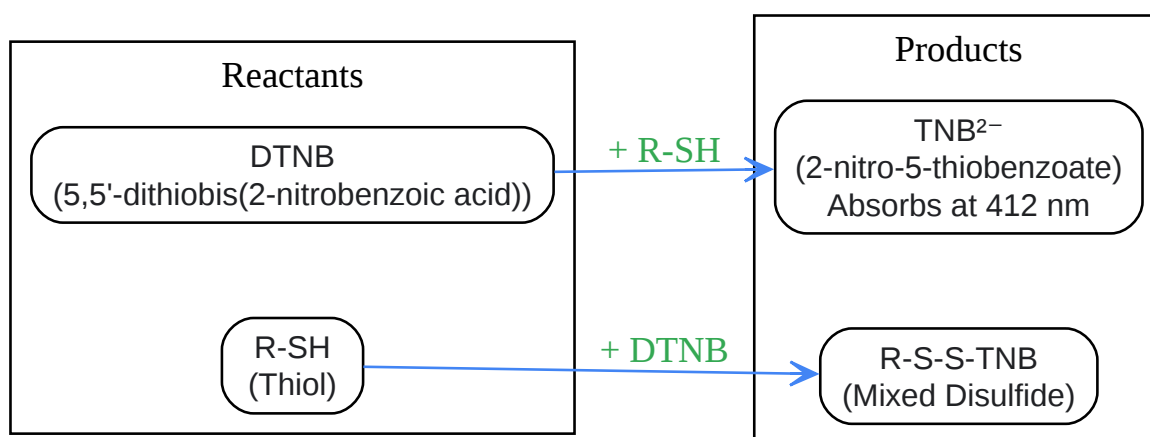 Reactants
DTNB
(5,5'-dithiobis(2-nitrobenzoic acid))
R-SH
(Thiol)
+ R-SH
+ DTNB
Products
TNB²⁻
(2-nitro-5-thiobenzoate)
Absorbs at 412 nm
R-S-S-TNB
(Mixed Disulfide)